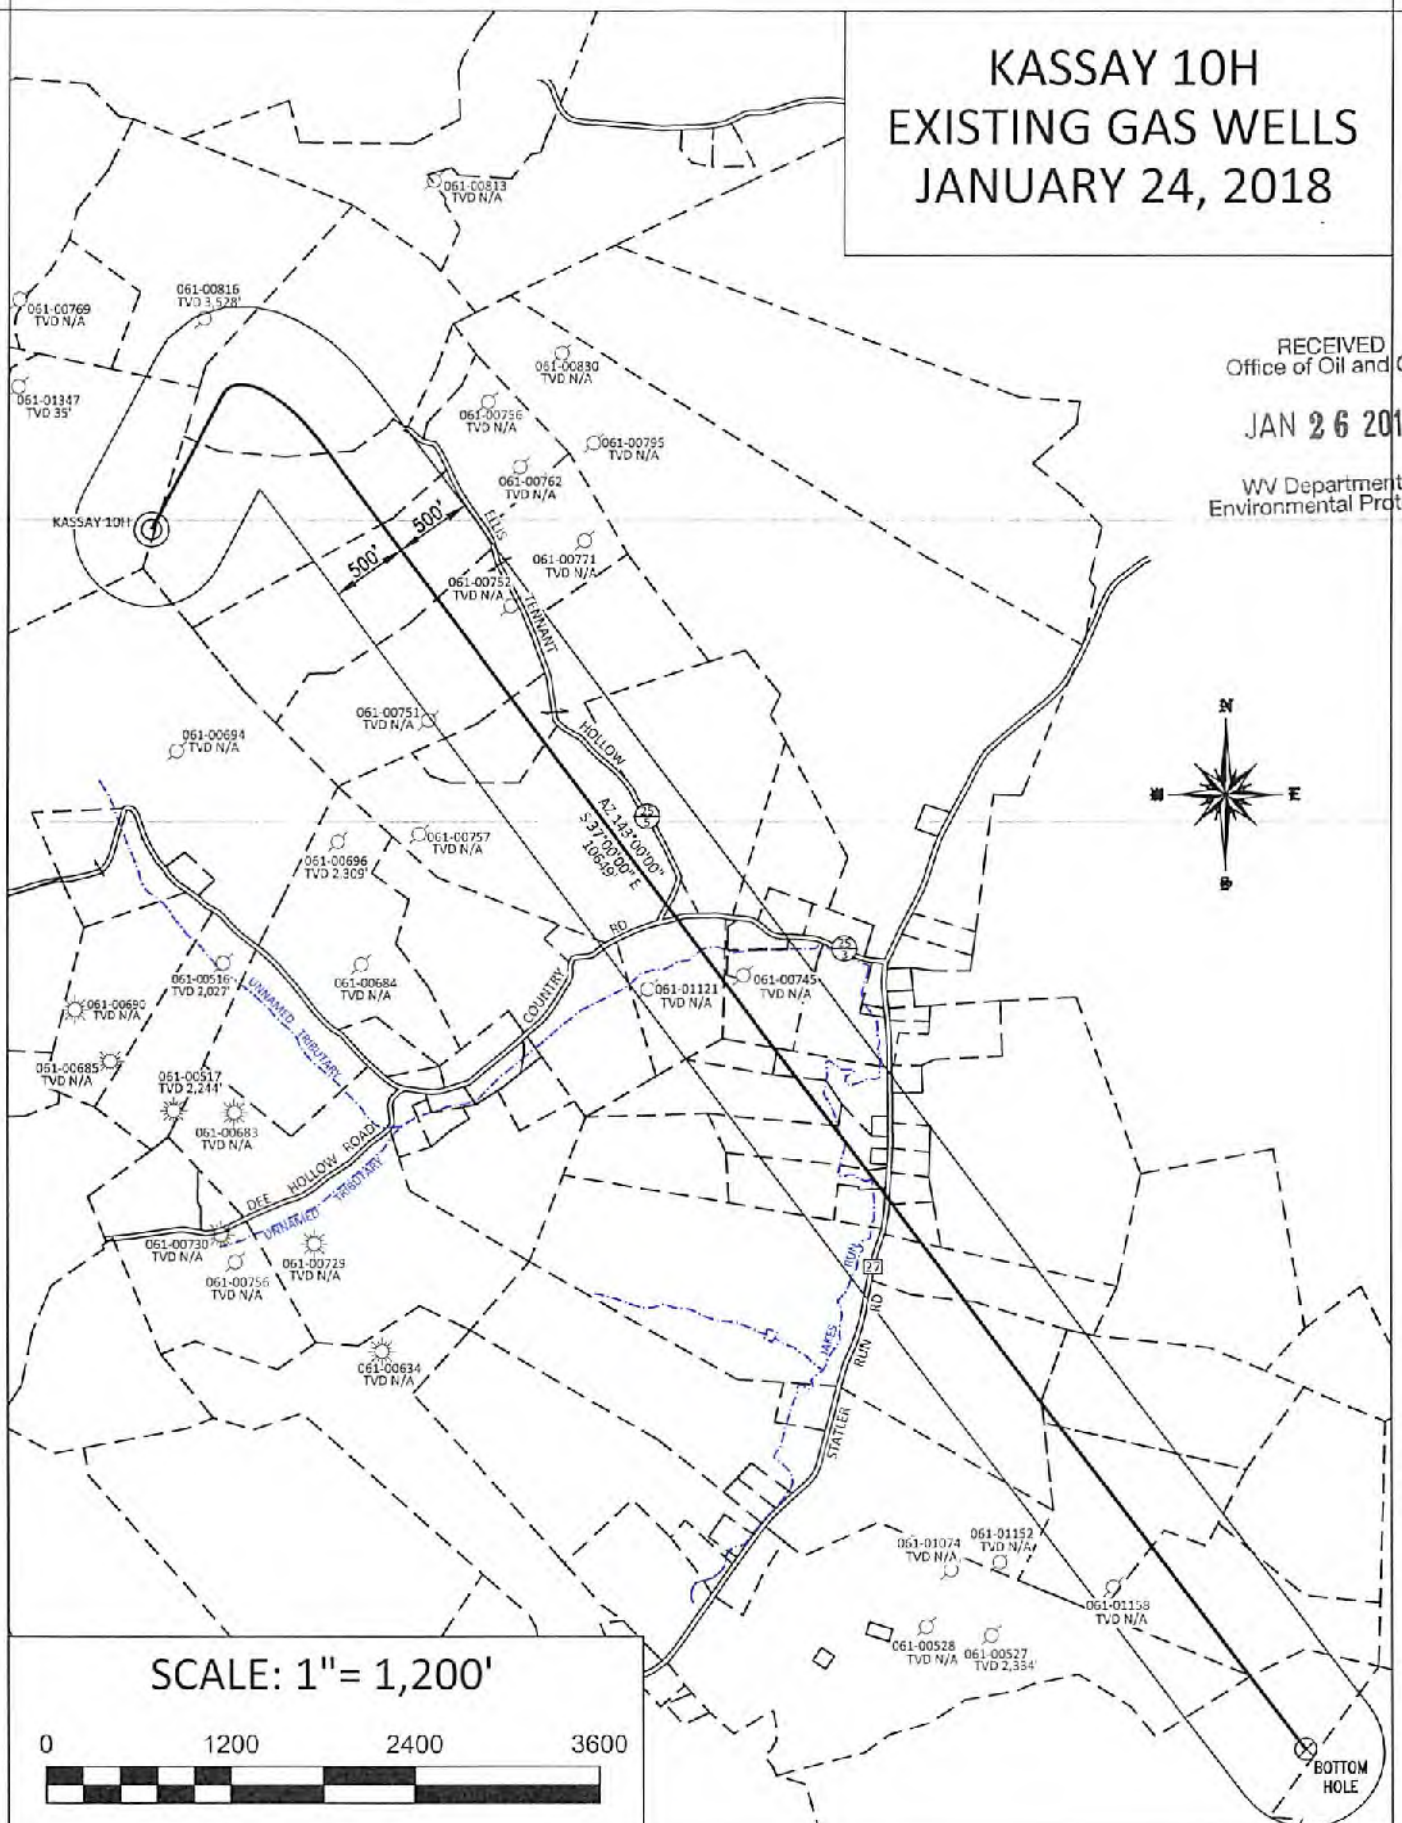 KASSAY 10H
EXISTING GAS WELLS
JANUARY 24, 2018
061-00813
TVD N/A
061-00816
TVD 3,528'
061-00769
TVD N/A
061-01347
TVD 35'
061-00830
TVD N/A
061-00756
TVD N/A
061-00795
TVD N/A
061-00762
TVD N/A
RECEIVED
Office of Oil and
JAN 26 201
WV Department
Environmental Prot
KASSAY 10H
500'
500'
ELLIS
TENNANT
HOLLOW
061-00771
TVD N/A
061-00752
TVD N/A
061-00751
TVD N/A
061-00694
TVD N/A
N
E
S
25
5
AZ 143°00'00"
S 37°00'00" E
10649'
061-00757
TVD N/A
061-00696
TVD 2,309'
COUNTRY
RD
25
3
061-00516
TVD 2,027'
061-00684
TVD N/A
061-01121
TVD N/A
061-00745
TVD N/A
UNNAMED TRIBUTARY
061-00690
TVD N/A
061-00685
TVD N/A
061-00517
TVD 2,244'
061-00683
TVD N/A
DEE HOLLOW ROAD
UNNAMED TRIBUTARY
061-00730
TVD N/A
061-00756
TVD N/A
061-00729
TVD N/A
061-00634
TVD N/A
27
JAKES RUN
STATLER RUN RD
061-01074
TVD N/A
061-01152
TVD N/A
061-01158
TVD N/A
061-00528
TVD N/A
061-00527
TVD 2,334'
BOTTOM
HOLE
SCALE: 1"= 1,200'
0 1200 2400 3600